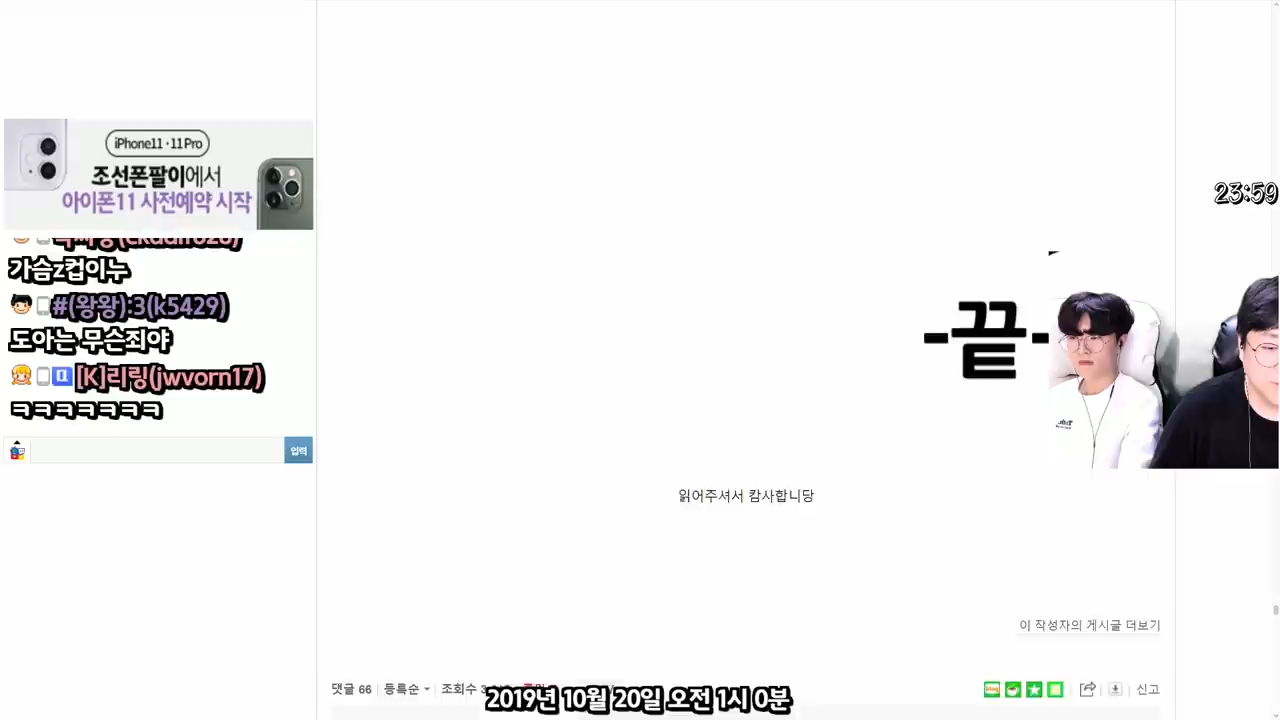 iPhone11·11Pro
조선폰팔이에서
아이폰11 사전예약 시작
가슴z컵이누
#(왕왕):3(k5429)
도아는 무슨죄야
[K]리링(jwvorn17)
ㅋㅋㅋㅋㅋㅋㅋ
입력
23:59
-끝-
읽어주셔서 캄사합니당
이 작성자의 게시글 더보기
댓글 66 등록순 조회수
신고
2019년 10월 20일 오전 1시 0분